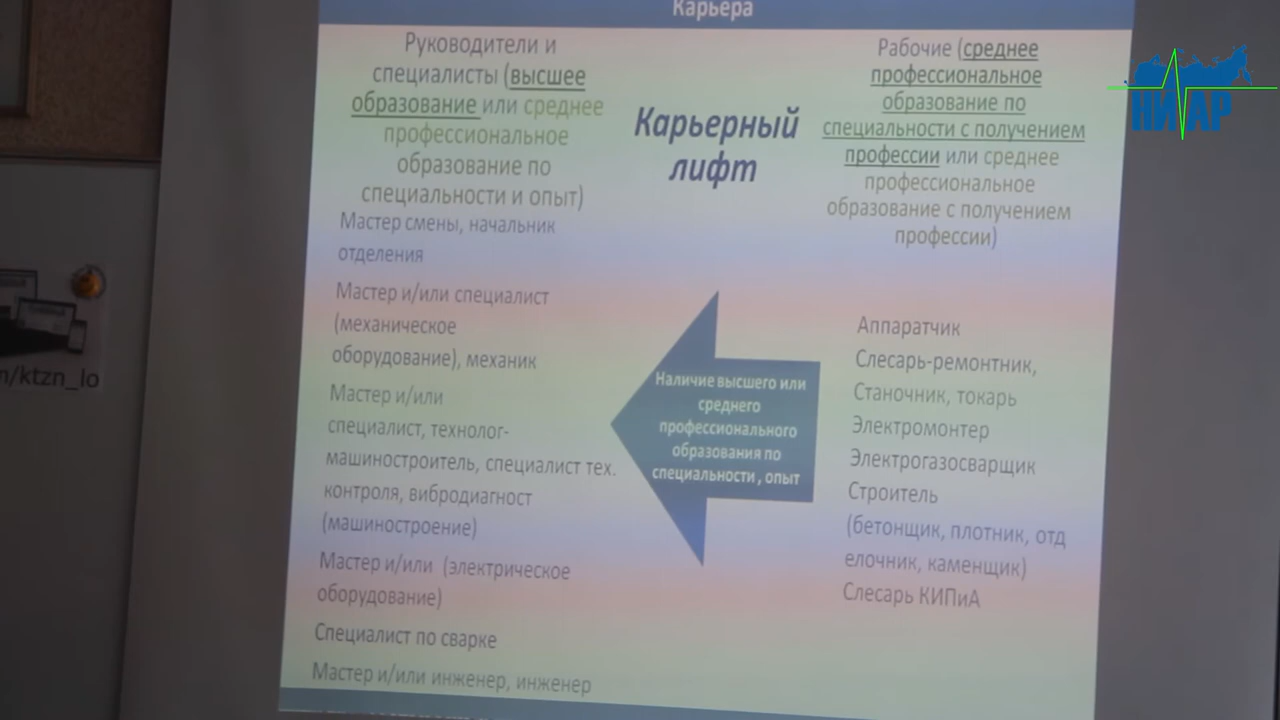 Карьера
Руководители и
специалисты (высшее
образование или среднее
профессиональное
образование по
специальности и опыт)
Мастер смены, начальник
отделения
Мастер и/или специалист
(механическое
оборудование), механик
Мастер и/или
специалист, технолог-
машиностроитель, специалист тех.
контроля, вибродиагност
(машиностроение)
Мастер и/или (электрическое
оборудование)
Специалист по сварке
Мастер и/или инженер, инженер
Карьерный
лифт
Наличие высшего или
среднего
профессионального
образования по
специальности , опыт
Рабочие (среднее
профессиональное
образование по
специальности с получением
профессии или среднее
профессиональное
образование с получением
профессии)
Аппаратчик
Слесарь-ремонтник,
Станочник, токарь
Электромонтер
Электрогазосварщик
Строитель
(бетонщик, плотник, отд
елочник, каменщик)
Слесарь КИПиА
/ktzn_lo